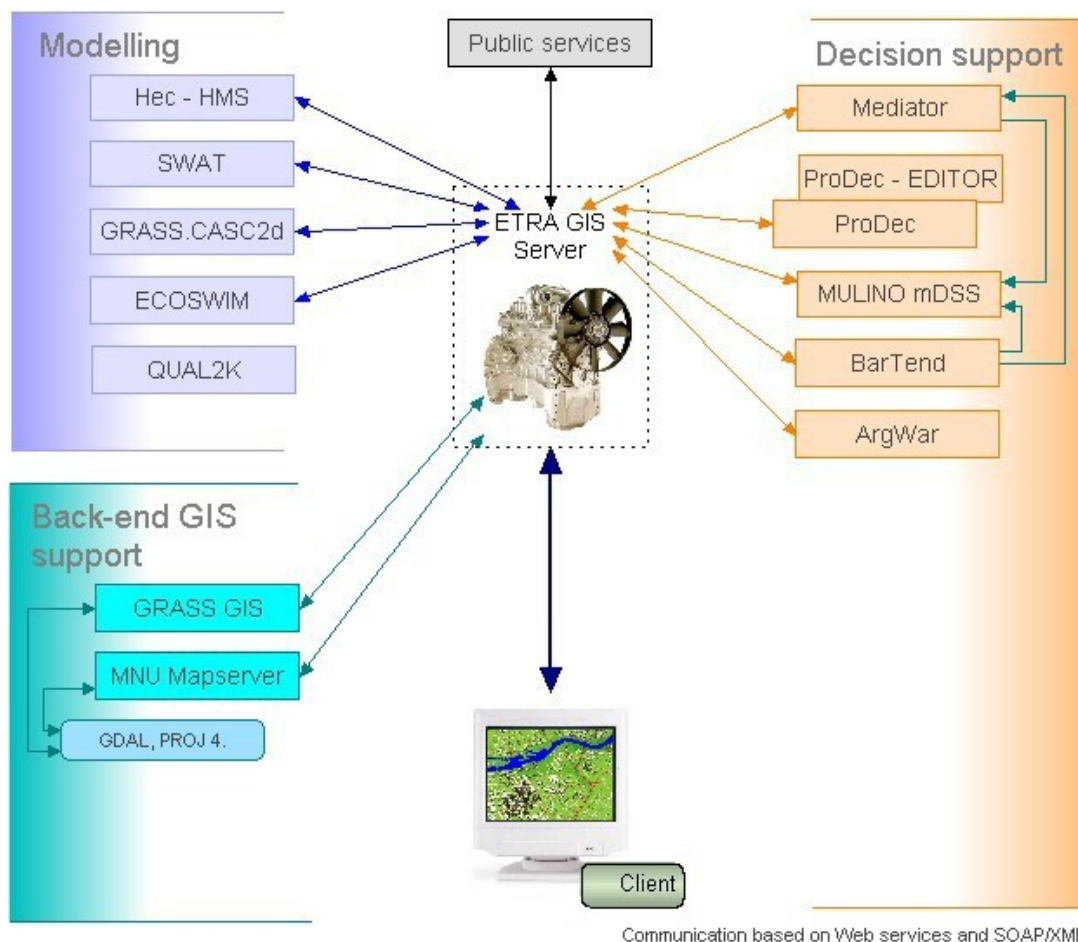 Modelling
Hec - HMS
SWAT
GRASS.CASC2d
ECOSWIM
QUAL2K
Public services
ETRA GIS
Server
Decision support
Mediator
ProDec - EDITOR
ProDec
MULINO mDSS
BarTend
ArgWar
Back-end GIS
support
GRASS GIS
MNU Mapserver
GDAL, PROJ 4.
Client
Communication based on Web services and SOAP/XML